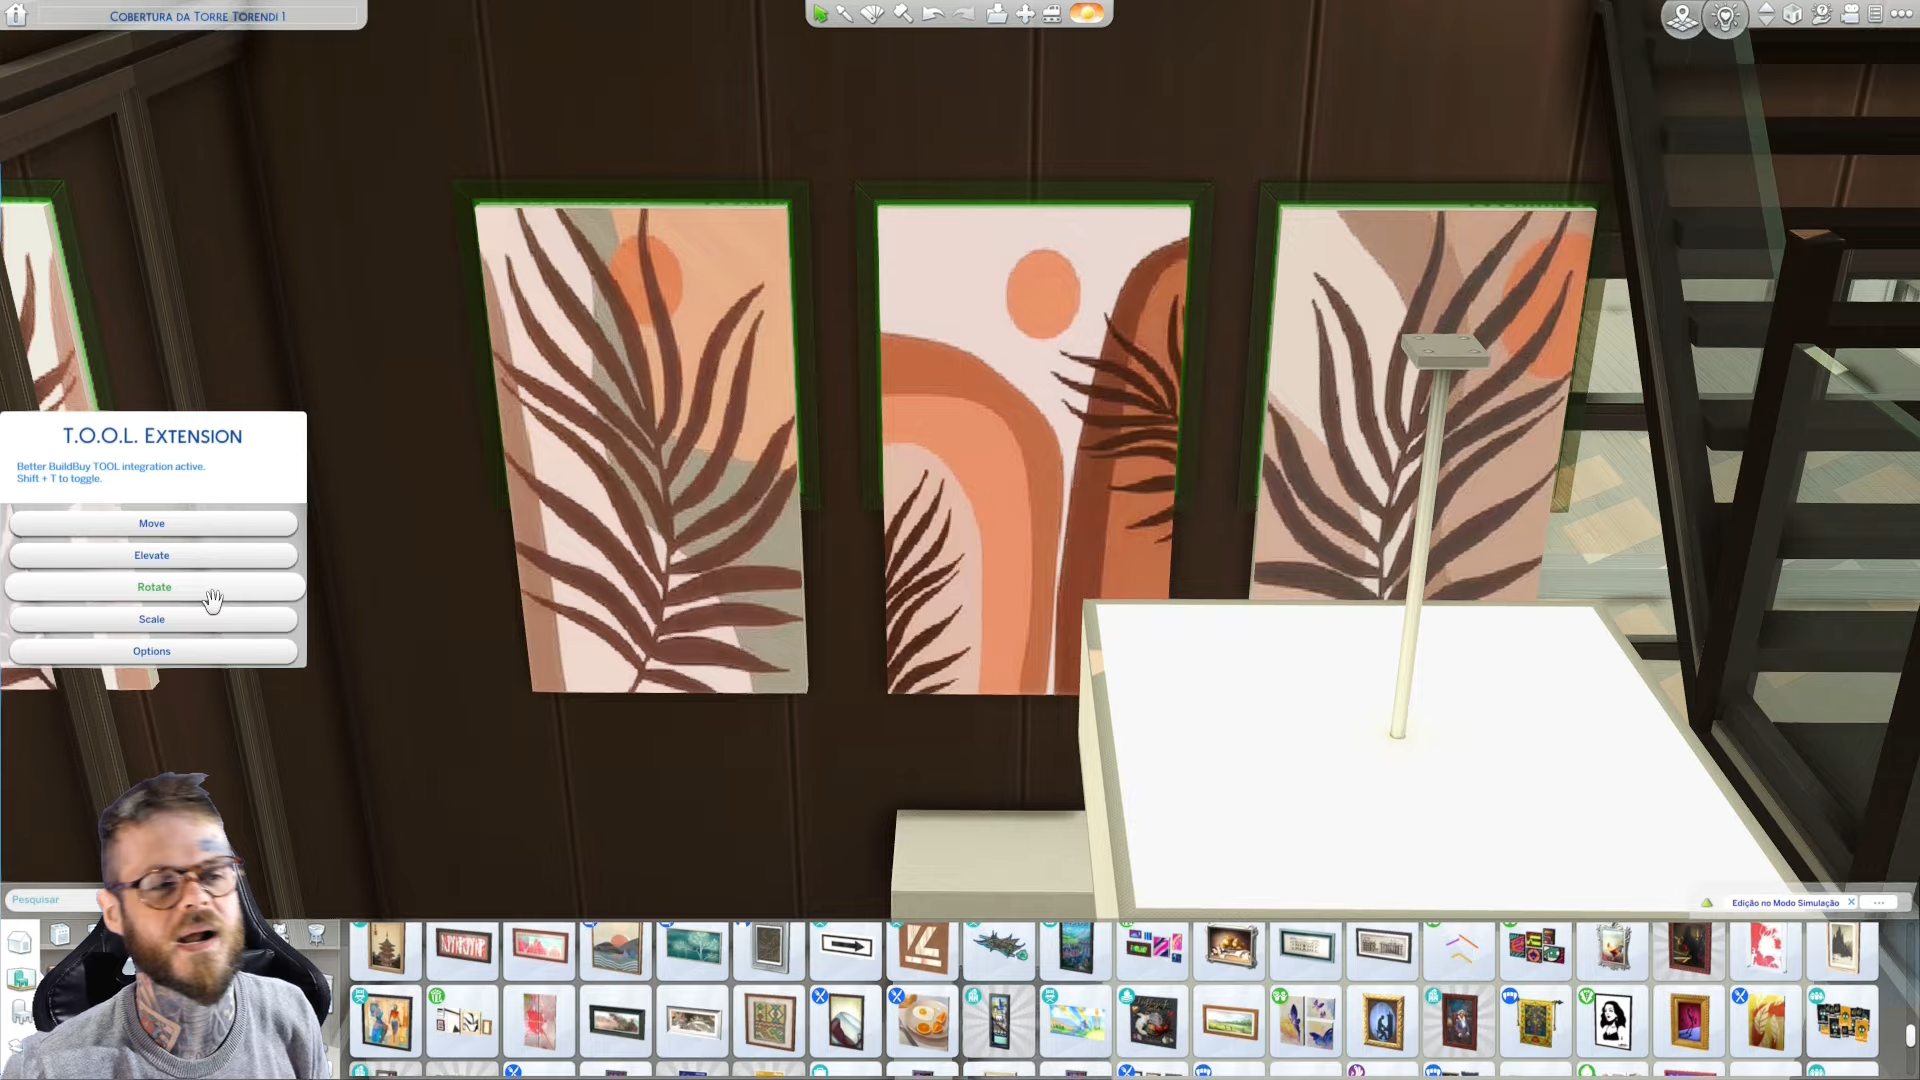 Cobertura da Torre Torendi 1
T.O.O.L. Extension
Better BuildBuy TOOL integration active.
Shift + T to toggle.
Move
Elevate
Rotate
Scale
Options
Pesquisar
Edição no Modo Simulação